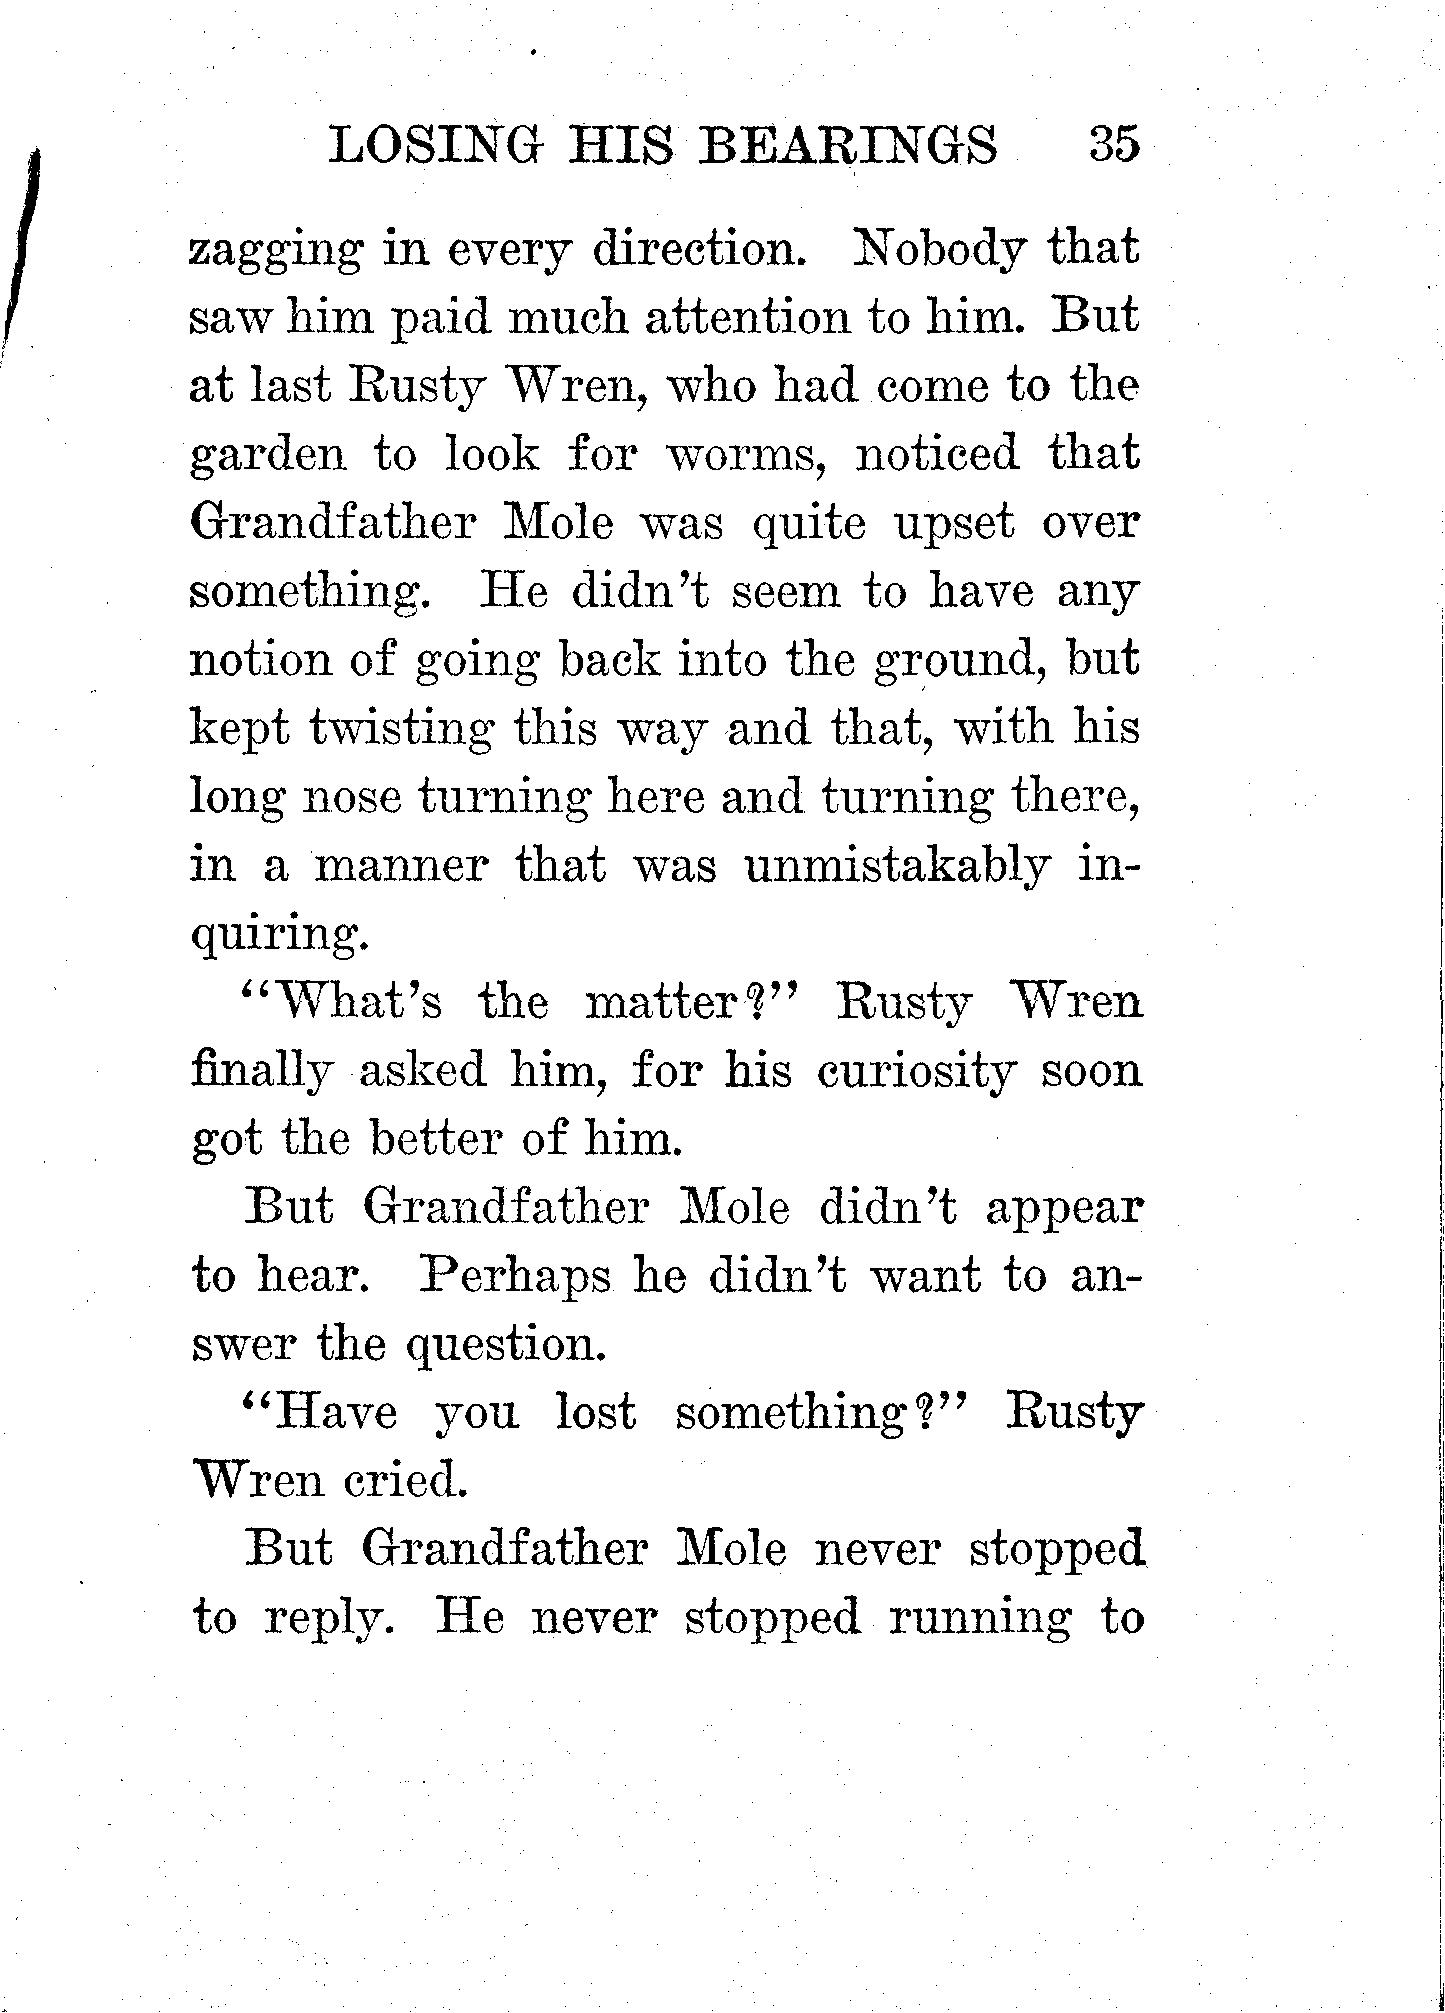 LOSING HIS BEARINGS 35
zagging in every direction. Nobody that
saw him paid much attention to him. But
at last Rusty Wren, who had come to the
garden to look for worms, noticed that
Grandfather Mole was quite upset over
something. He didn't seem to have any
notion of going back into the ground, but
kept twisting this way and that, with his
long nose turning here and turning there,
in a manner that was unmistakably in-
quiring.
"What's the matter?" Rusty Wren
finally asked him, for his curiosity soon
got the better of him.
But Grandfather Mole didn't appear
to hear. Perhaps he didn't want to an-
swer the question.
"Have you lost something?" Rusty
Wren cried.
But Grandfather Mole never stopped
to reply. He never stopped running to